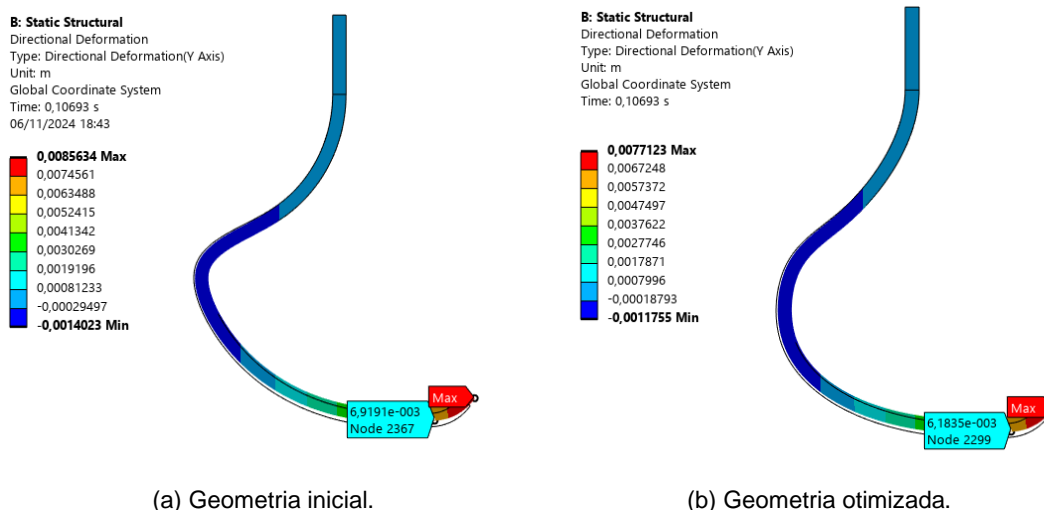 B: Static Structural
Directional Deformation
Type: Directional Deformation(Y Axis)
Unit: m
Global Coordinate System
Time: 0,10693 s
06/11/2024 18:43
0,0085634 Max
0,0074561
0,0063488
0,0052415
0,0041342
0,0030269
0,0019196
0,00081233
-0,00029497
-0,0014023 Min
Max
6,9191e-003
Node 2367
(a) Geometria inicial.
B: Static Structural
Directional Deformation
Type: Directional Deformation(Y Axis)
Unit: m
Global Coordinate System
Time: 0,10693 s
0,0077123 Max
0,0067248
0,0057372
0,0047497
0,0037622
0,0027746
0,0017871
0,0007996
-0,00018793
-0,0011755 Min
Max
6,1835e-003
Node 2299
(b) Geometria otimizada.